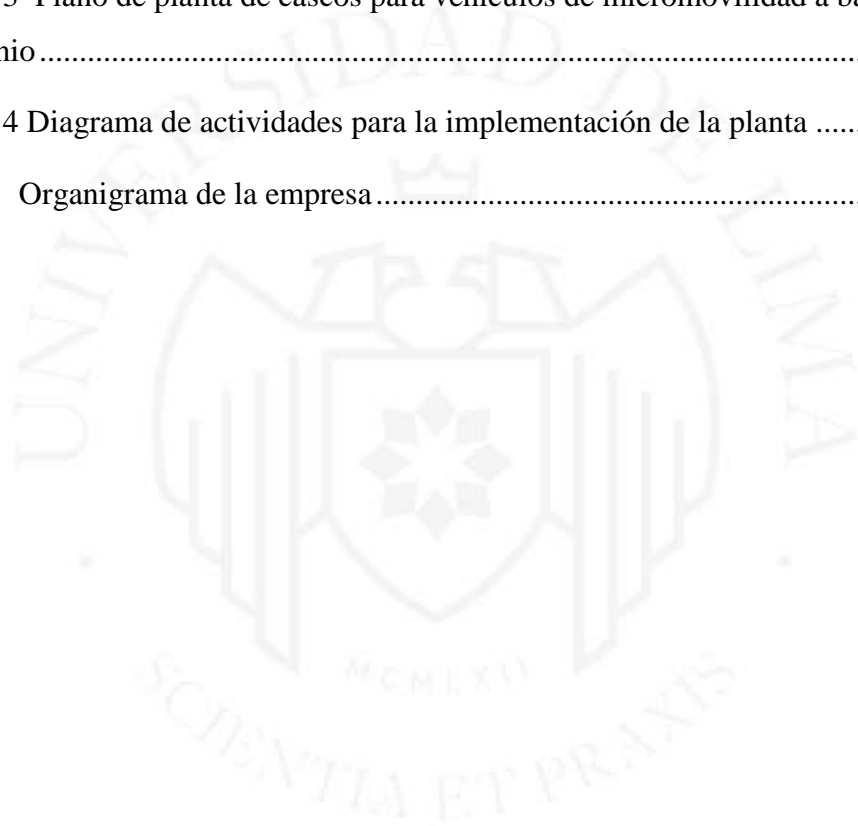 3 Plano de planta de cascos para vehículos de micromovilidad a
nio
4 Diagrama de actividades para la implementación de la planta
Organigrama de la empresa
UNIVERSIDAD DE LIMA
MCMLXII
SCIENTIA ET PRAXIS